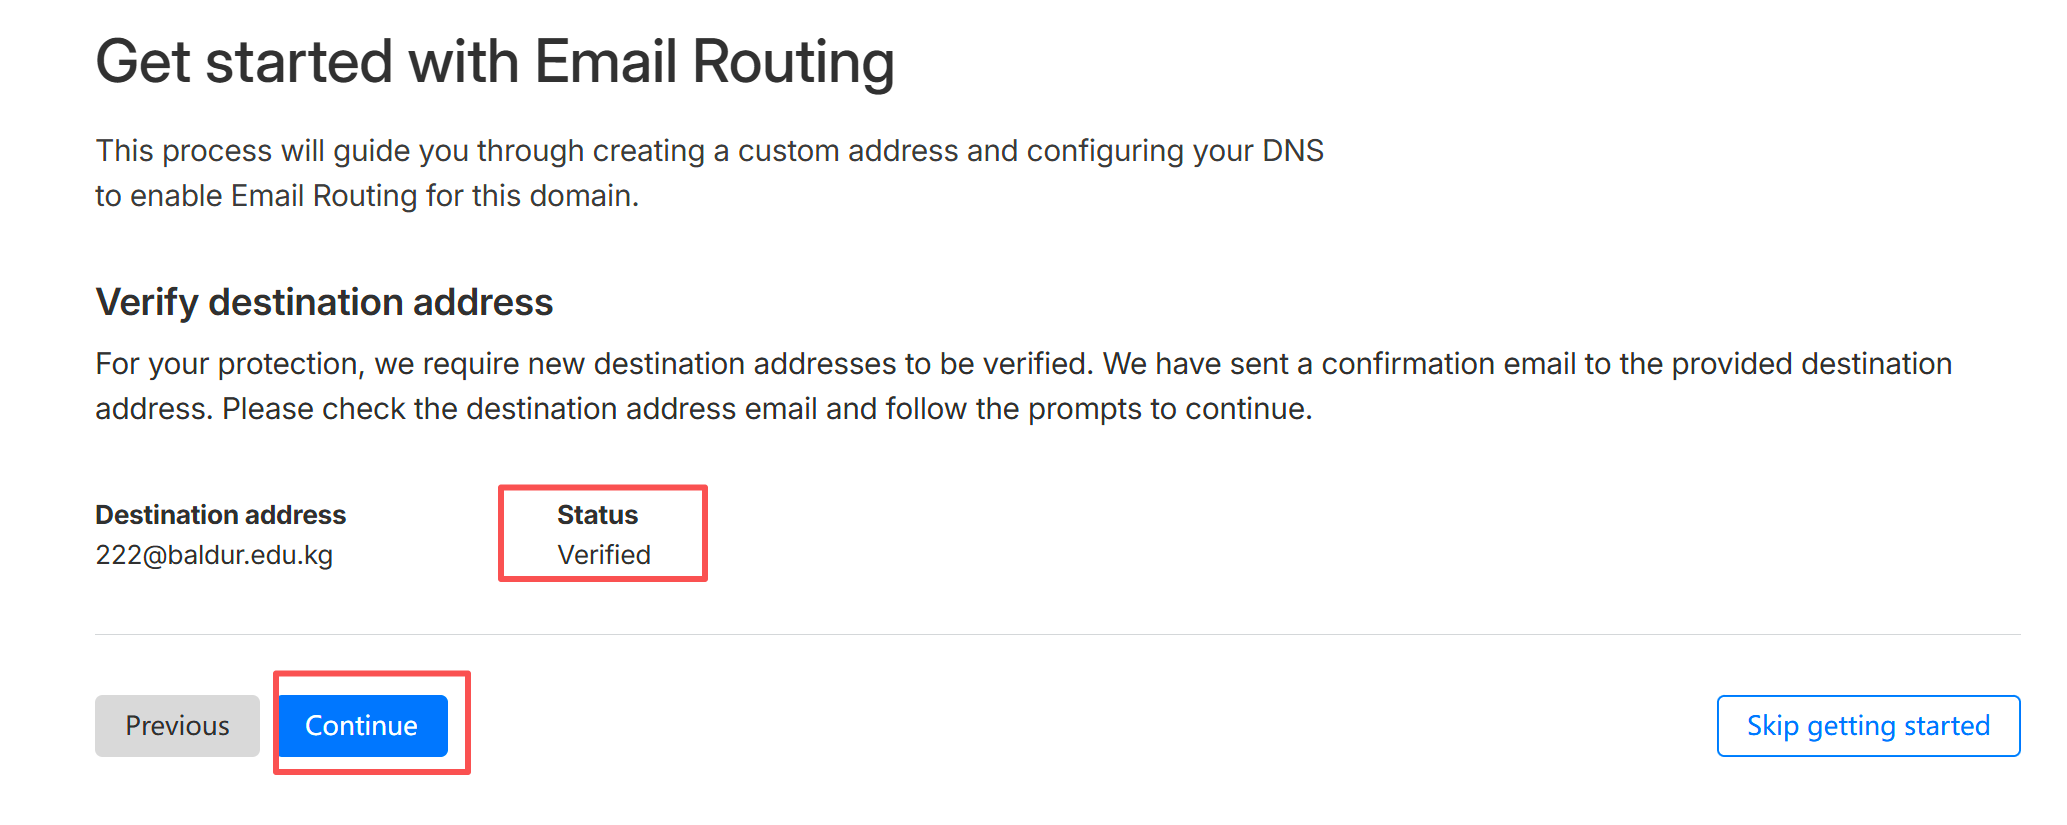 Get started with Email Routing
This process will guide you through creating a custom address and configuring your DNS
to enable Email Routing for this domain.
Verify destination address
For your protection, we require new destination addresses to be verified. We have sent a confirmation email to the provided destination
address. Please check the destination address email and follow the prompts to continue.
Destination address Status
222@baldur.edu.kg Verified
Previous Continue Skip getting started